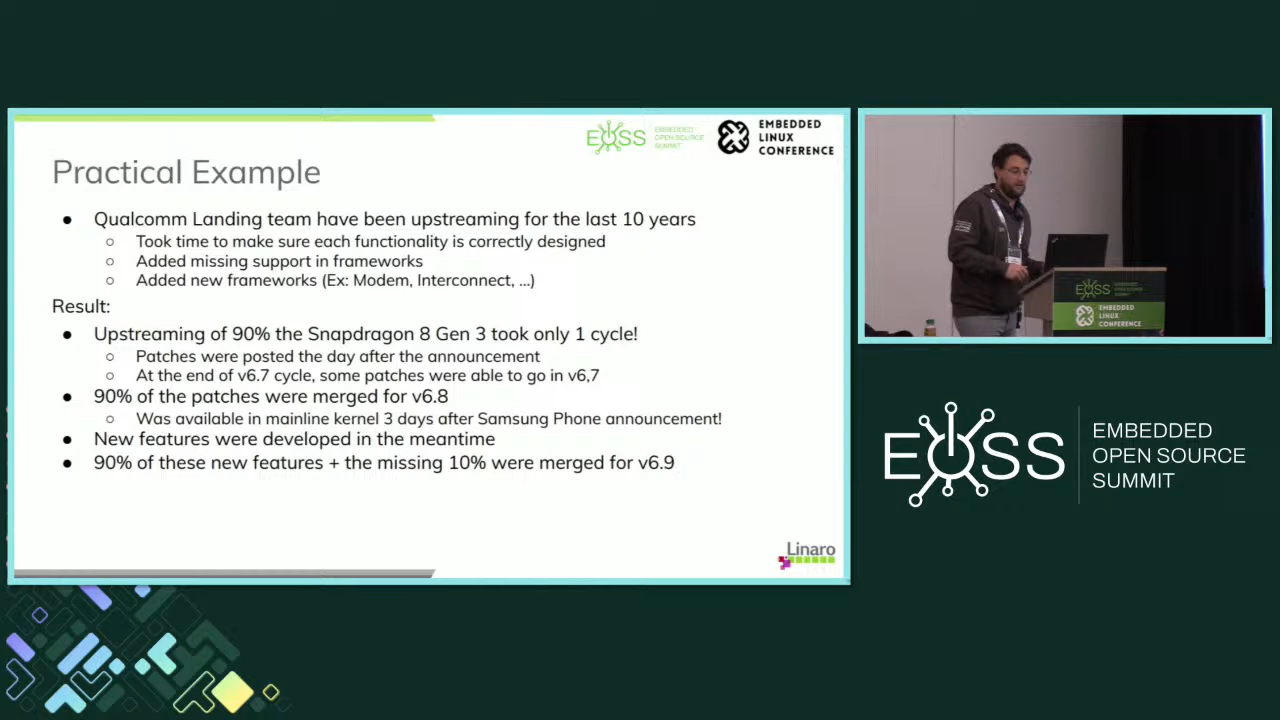 EOSS EMBEDDED OPEN SOURCE SUMMIT
EMBEDDED LINUX CONFERENCE
Practical Example
● Qualcomm Landing team have been upstreaming for the last 10 years
○ Took time to make sure each functionality is correctly designed
○ Added missing support in frameworks
○ Added new frameworks (Ex: Modem, Interconnect, ...)
Result:
● Upstreaming of 90% the Snapdragon 8 Gen 3 took only 1 cycle!
○ Patches were posted the day after the announcement
○ At the end of v6.7 cycle, some patches were able to go in v6,7
● 90% of the patches were merged for v6.8
○ Was available in mainline kernel 3 days after Samsung Phone announcement!
● New features were developed in the meantime
● 90% of these new features + the missing 10% were merged for v6.9
Linaro
EOSS
EMBEDDED
LINUX
CONFERENCE
EOSS
EMBEDDED
OPEN SOURCE
SUMMIT